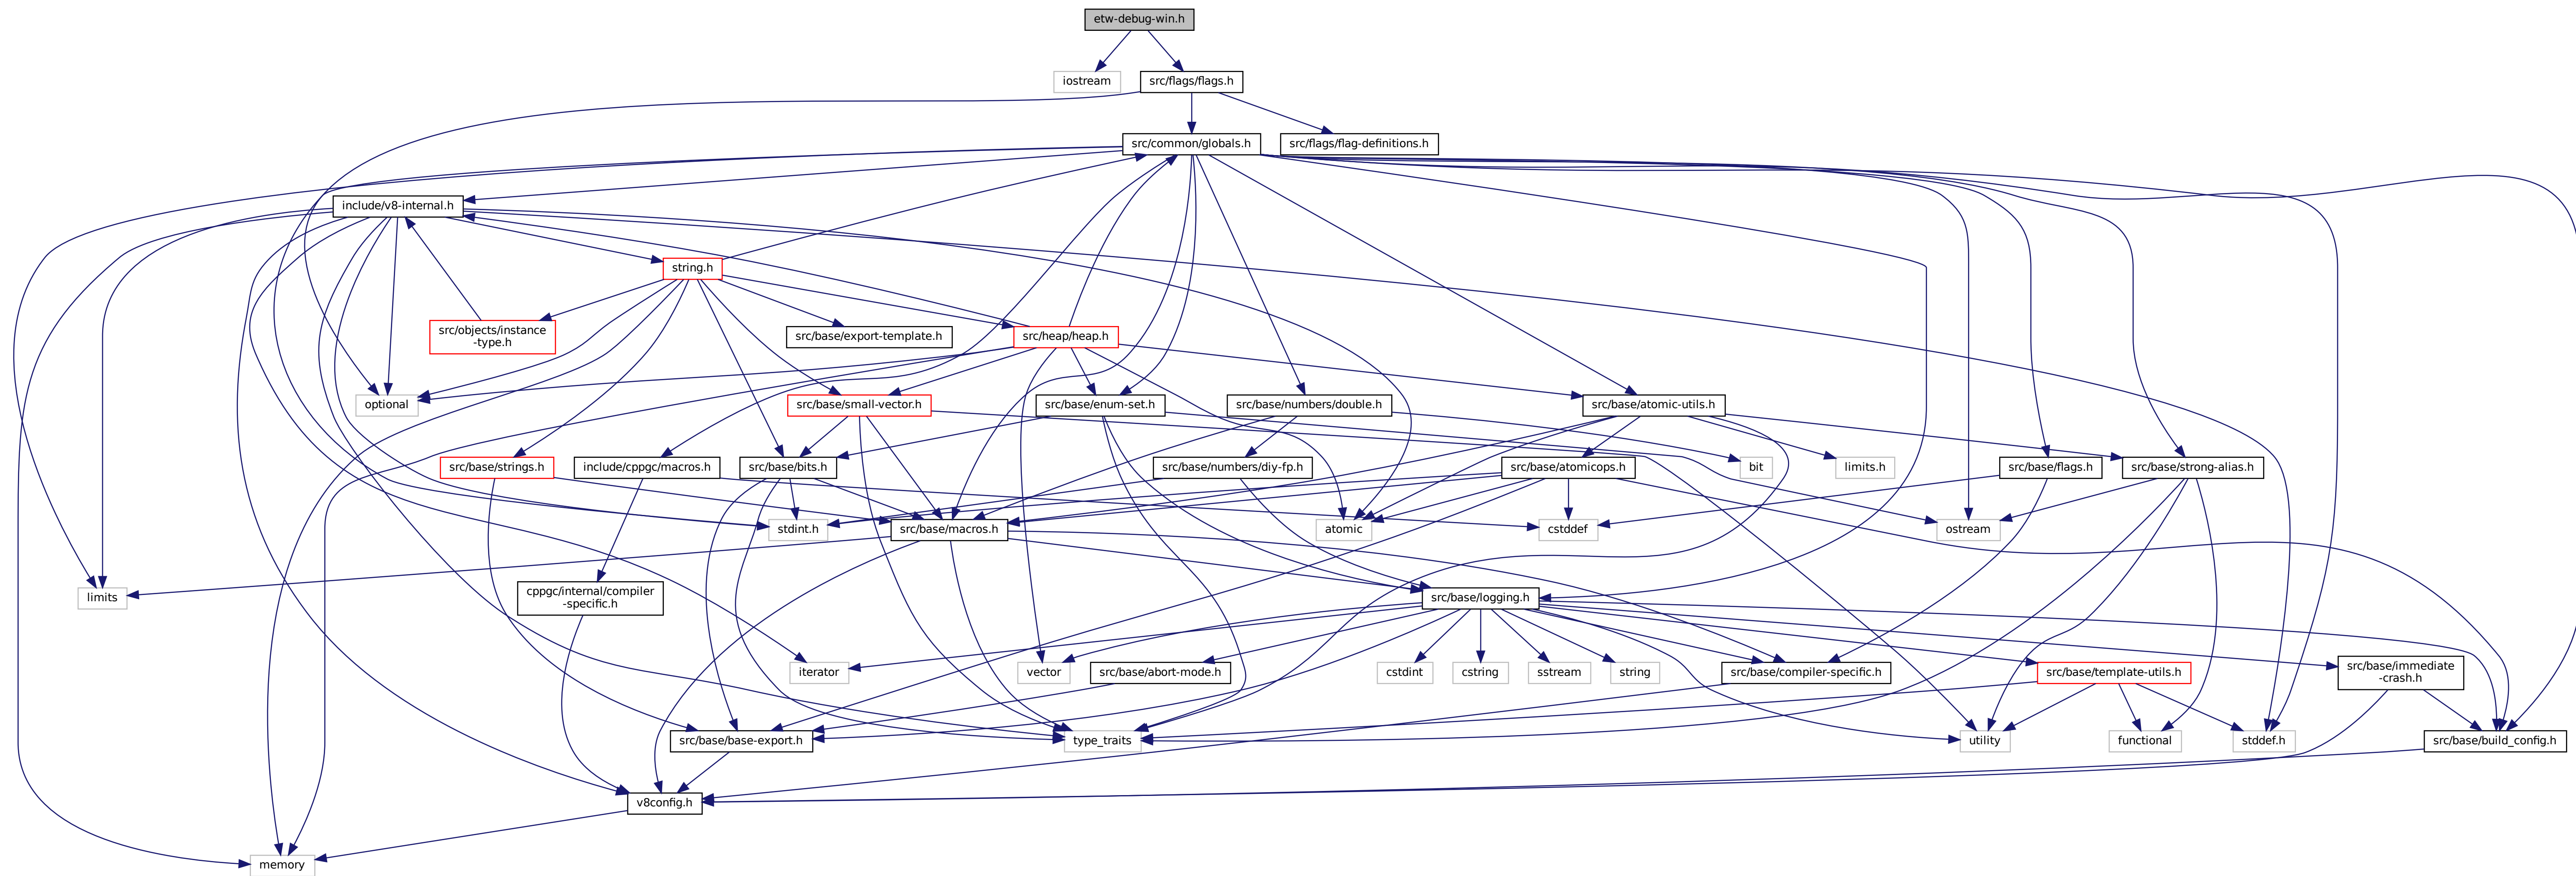 etw-debug-win.h
iostream
src/flags/flags.h
src/common/globals.h
src/flags/flag-definitions.h
include/v8-internal.h
string.h
src/objects/instance
-type.h
src/base/export-template.h
src/heap/heap.h
optional
src/base/small-vector.h
src/base/enum-set.h
src/base/numbers/double.h
src/base/atomic-utils.h
src/base/strings.h
include/cppgc/macros.h
src/base/bits.h
src/base/numbers/diy-fp.h
src/base/atomicops.h
bit
limits.h
src/base/flags.h
src/base/strong-alias.h
stdint.h
src/base/macros.h
atomic
cstddef
ostream
limits
cppgc/internal/compiler
-specific.h
src/base/logging.h
iterator
vector
src/base/abort-mode.h
cstdint
cstring
sstream
string
src/base/compiler-specific.h
src/base/template-utils.h
src/base/immediate
-crash.h
src/base/base-export.h
type_traits
utility
functional
stddef.h
src/base/build_config.h
v8config.h
memory